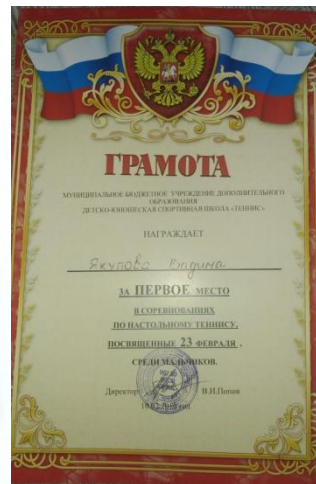 ГРАМОТА
МУНИЦИПАЛЬНОЕ БЮДЖЕТНОЕ УЧРЕЖДЕНИЕ ДОПОЛНИТЕЛЬНОГО
ОБРАЗОВАНИЯ
ДЕТСКО-ЮНОШЕСКАЯ СПОРТИВНАЯ ШКОЛА «ТЕННИС»
НАГРАЖДАЕТ
Якупова
ЗА ПЕРВОЕ МЕСТО
В СОРЕВНОВАНИЯХ
ПО НАСТОЛЬНОМУ ТЕННИСУ,
ПОСВЯЩЕННЫЕ 23 ФЕВРАЛЯ .
СРЕДИ МАЛЬЧИКОВ.
Директор В.И.Попов
год